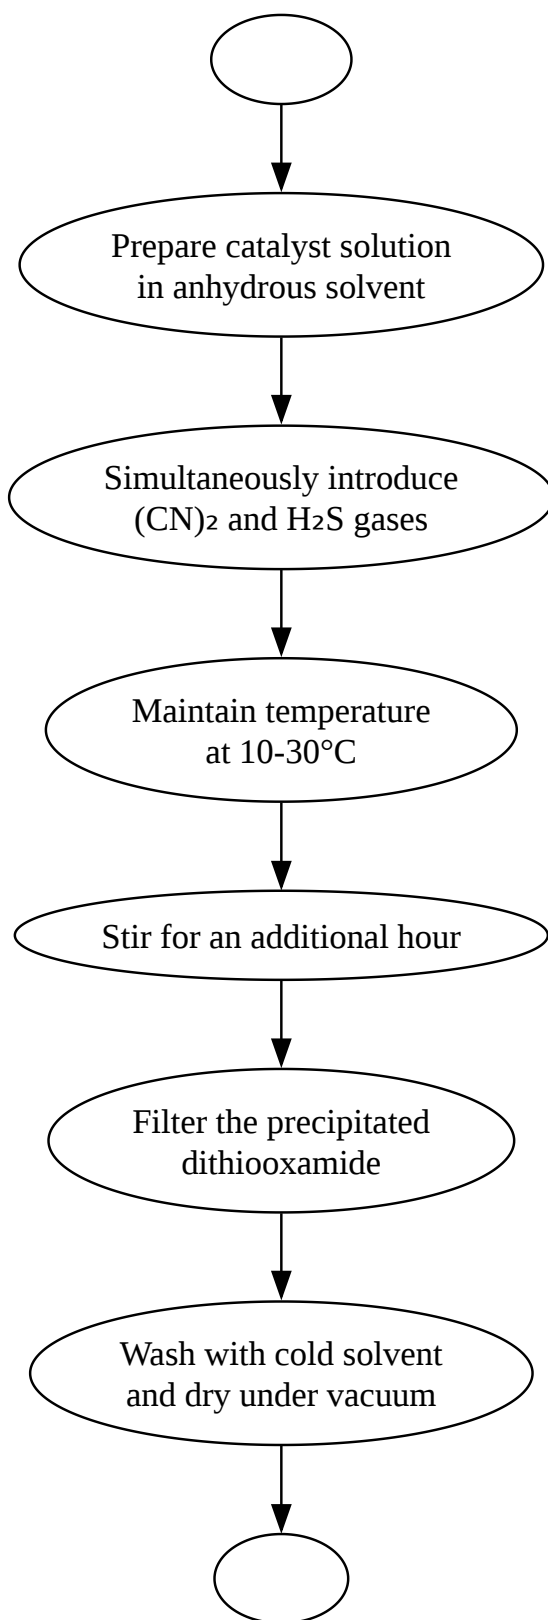 Prepare catalyst solution
in anhydrous solvent
Simultaneously introduce
(CN)₂ and H₂S gases
Maintain temperature
at 10-30°C
Stir for an additional hour
Filter the precipitated
dithiooxamide
Wash with cold solvent
and dry under vacuum